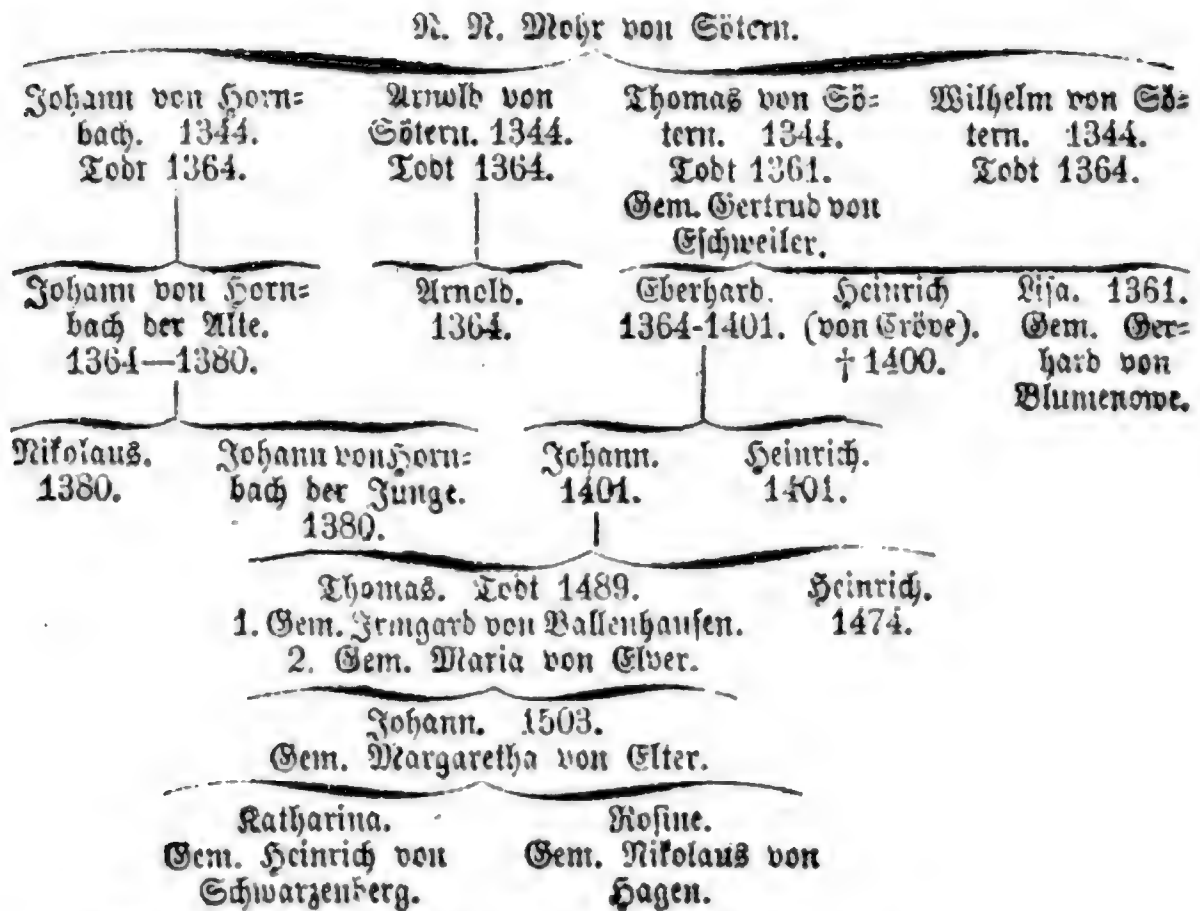 N. N. Mohr von Sötern.
Johann von Horn=
bach. 1344.
Todt 1364.
Arnold von
Sötern. 1344.
Todt 1364.
Thomas von Sö=
tern. 1344.
Todt 1361.
Gem. Gertrud von
Eschweiler.
Wilhelm von Sö=
tern. 1344.
Todt 1364.
Johann von Horn=
bach der Alte.
1364—1380.
Arnold.
1364.
Eberhard.
1364-1401.
Heinrich
(von Cröve).
† 1400.
Lisa. 1361.
Gem. Ger=
hard von
Blumenowe.
Nikolaus.
1380.
Johann von Horn=
bach der Junge.
1380.
Johann.
1401.
Heinrich.
1401.
Thomas. Todt 1489.
1. Gem. Irmgard von Ballenhausen.
2. Gem. Maria von Elver.
Heinrich.
1474.
Johann. 1503.
Gem. Margaretha von Elter.
Katharina.
Gem. Heinrich von
Schwarzenberg.
Rosine.
Gem. Nikolaus von
Hagen.